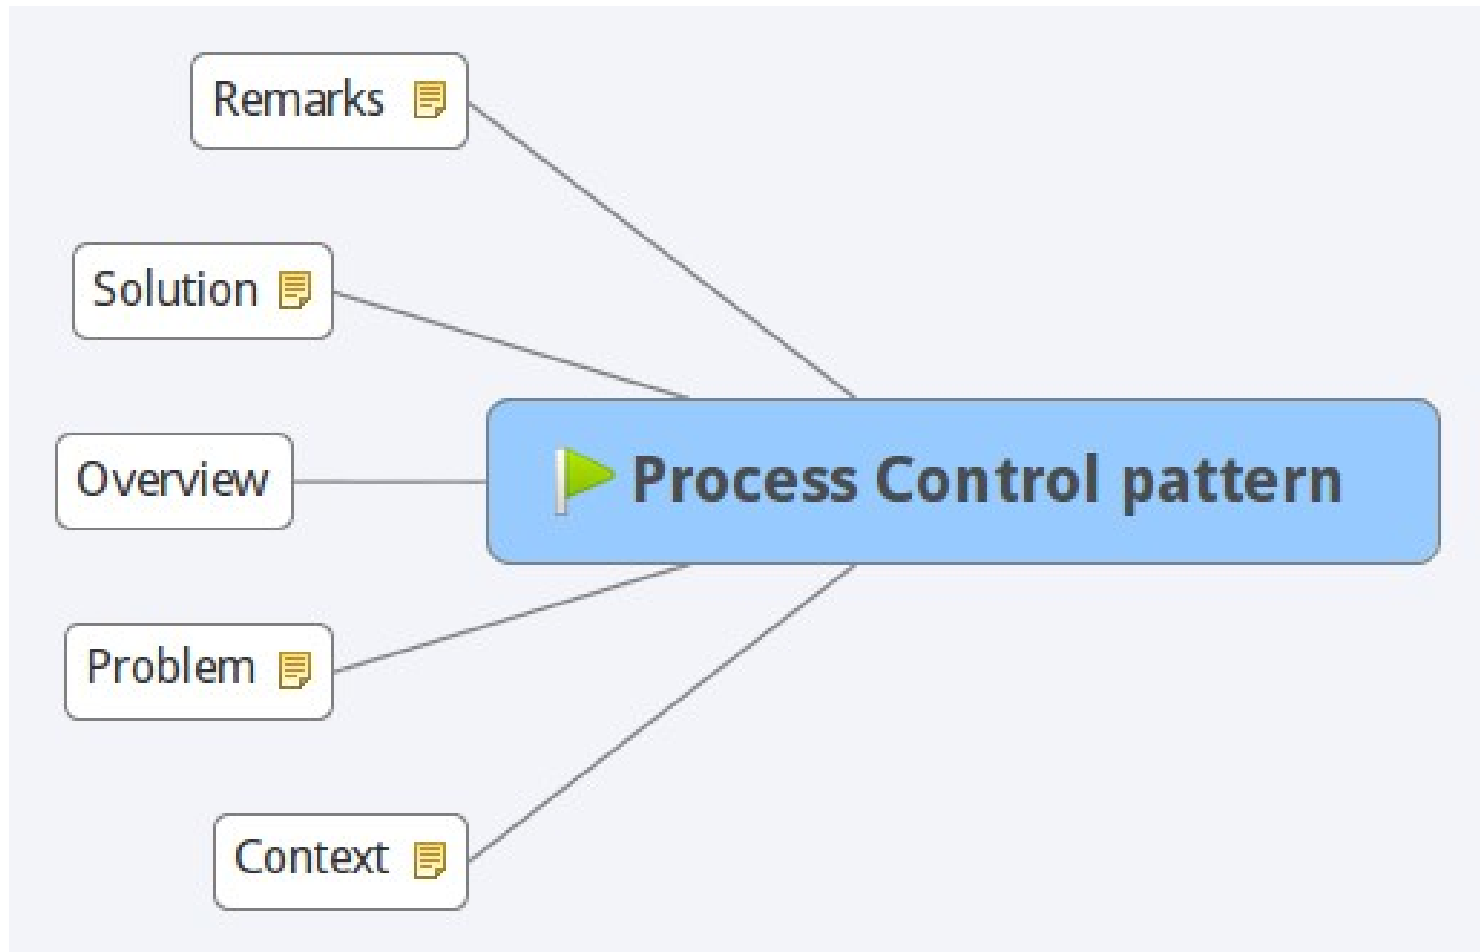 Remarks
Solution
Overview
Process Control pattern
Problem
Context